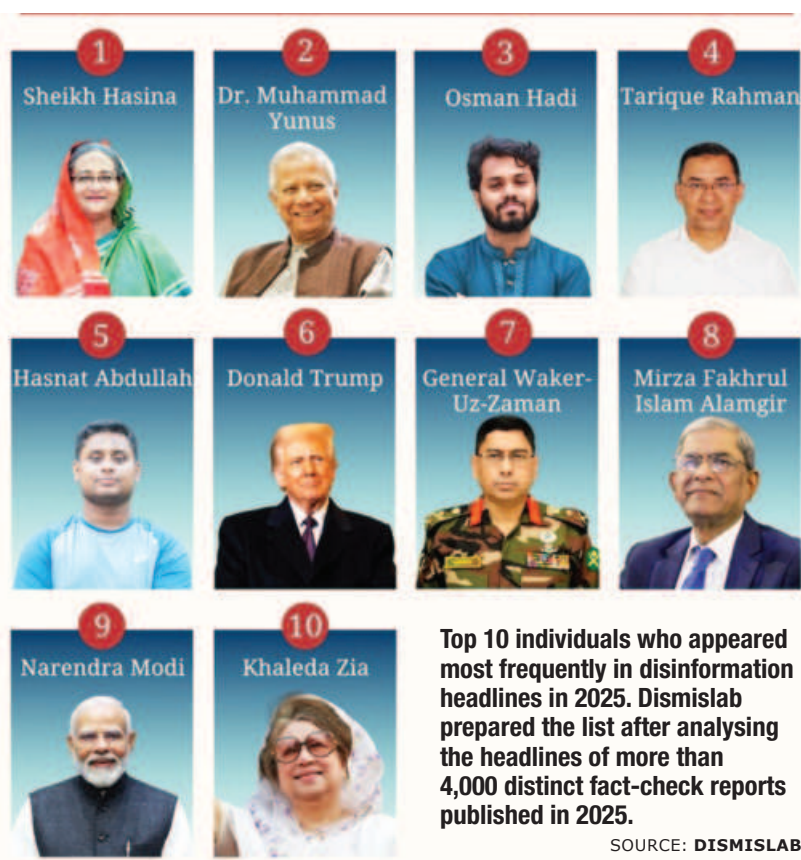 1
Sheikh Hasina
2
Dr. Muhammad
Yunus
3
Osman Hadi
4
Tarique Rahman
5
Hasnat Abdullah
6
Donald Trump
7
General Waker-
Uz-Zaman
8
Mirza Fakhrul
Islam Alamgir
9
Narendra Modi
10
Khaleda Zia
Top 10 individuals who appeared
most frequently in disinformation
headlines in 2025. Dismislab
prepared the list after analysing
the headlines of more than
4,000 distinct fact-check reports
published in 2025.
SOURCE: DISMISLAB